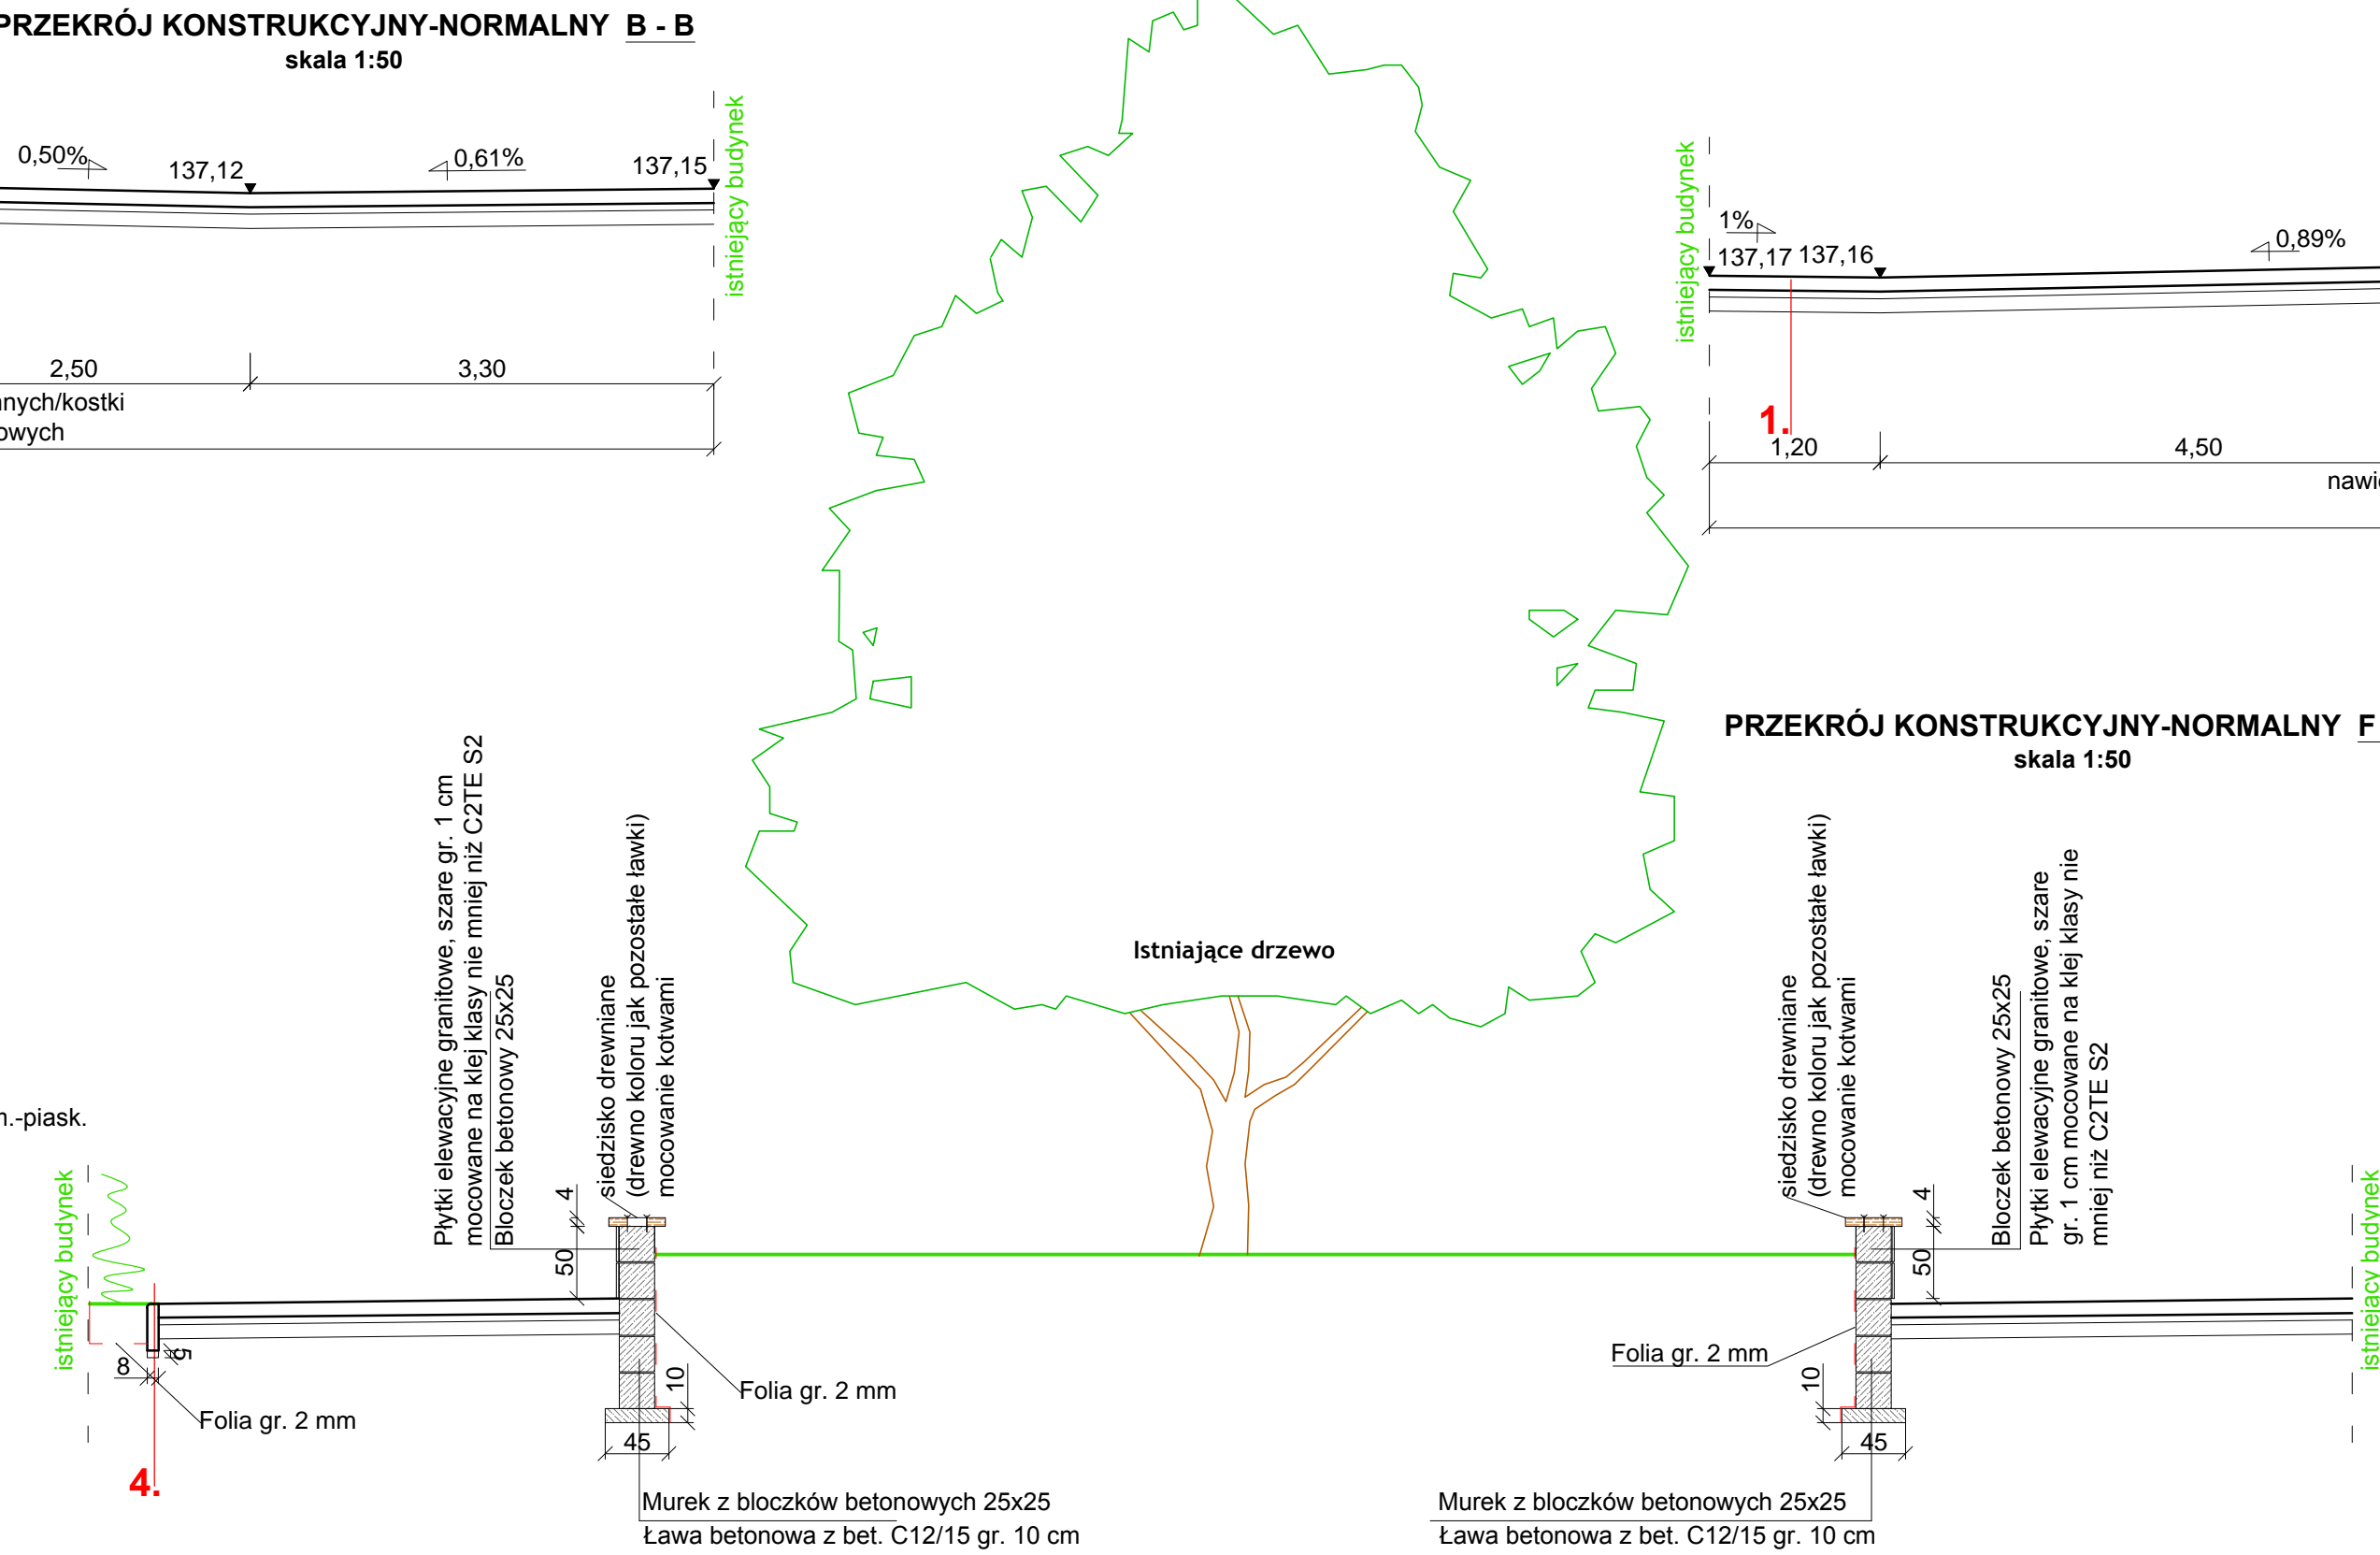 PRZEKRÓJ KONSTRUKCYJNY-NORMALNY B - B
skala 1:50
0,50%
137,12
0,61%
137,15
istniejący budynek
2,50
3,30
nnych/kostki
owych
istniejący budynek
1%
137,17
137,16
0,89%
1.
1,20
4,50
nawi
PRZEKRÓJ KONSTRUKCYJNY-NORMALNY F
skala 1:50
Istniające drzewo
m.-piask.
istniejący budynek
Płytki elewacyjne granitowe, szare gr. 1 cm
mocowane na klej klasy nie mniej niż C2TE S2
Bloczek betonowy 25x25
siedzisko drewniane
(drewno koloru jak pozostałe ławki)
mocowanie kotwami
4
50
8
5
Folia gr. 2 mm
4.
10
45
Folia gr. 2 mm
Murek z bloczków betonowych 25x25
Ława betonowa z bet. C12/15 gr. 10 cm
siedzisko drewniane
(drewno koloru jak pozostałe ławki)
mocowanie kotwami
Bloczek betonowy 25x25
Płytki elewacyjne granitowe, szare
gr. 1 cm mocowane na klej klasy nie
mniej niż C2TE S2
4
50
Folia gr. 2 mm
10
45
Murek z bloczków betonowych 25x25
Ława betonowa z bet. C12/15 gr. 10 cm
istniejący budynek